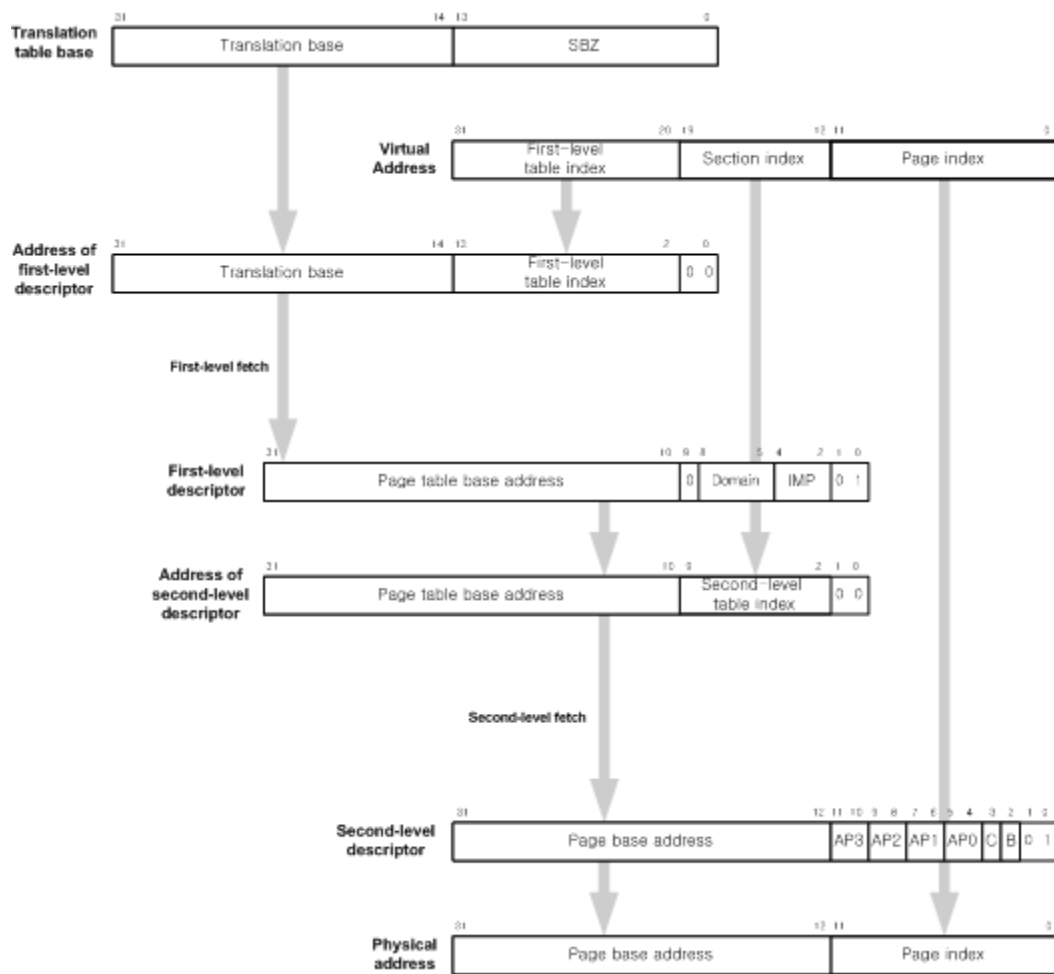 31 14 13 0
Translation
table base
Translation base
SBZ
31 20 19 12 11 0
Virtual
Address
First-level
table index
Section index
Page index
31 14 13 2 0
Address of
first-level
descriptor
Translation base
First-level
table index
0 0
First-level fetch
31 10 9 8 5 4 2 1 0
First-level
descriptor
Page table base address
0
Domain
IMP
0 1
31 10 9 2 1 0
Address of
second-level
descriptor
Page table base address
Second-level
table index
0 0
Second-level fetch
31 12 11 10 9 8 7 6 5 4 3 2 1 0
Second-level
descriptor
Page base address
AP3
AP2
AP1
AP0
C
B
0 1
31 12 11 0
Physical
address
Page base address
Page index